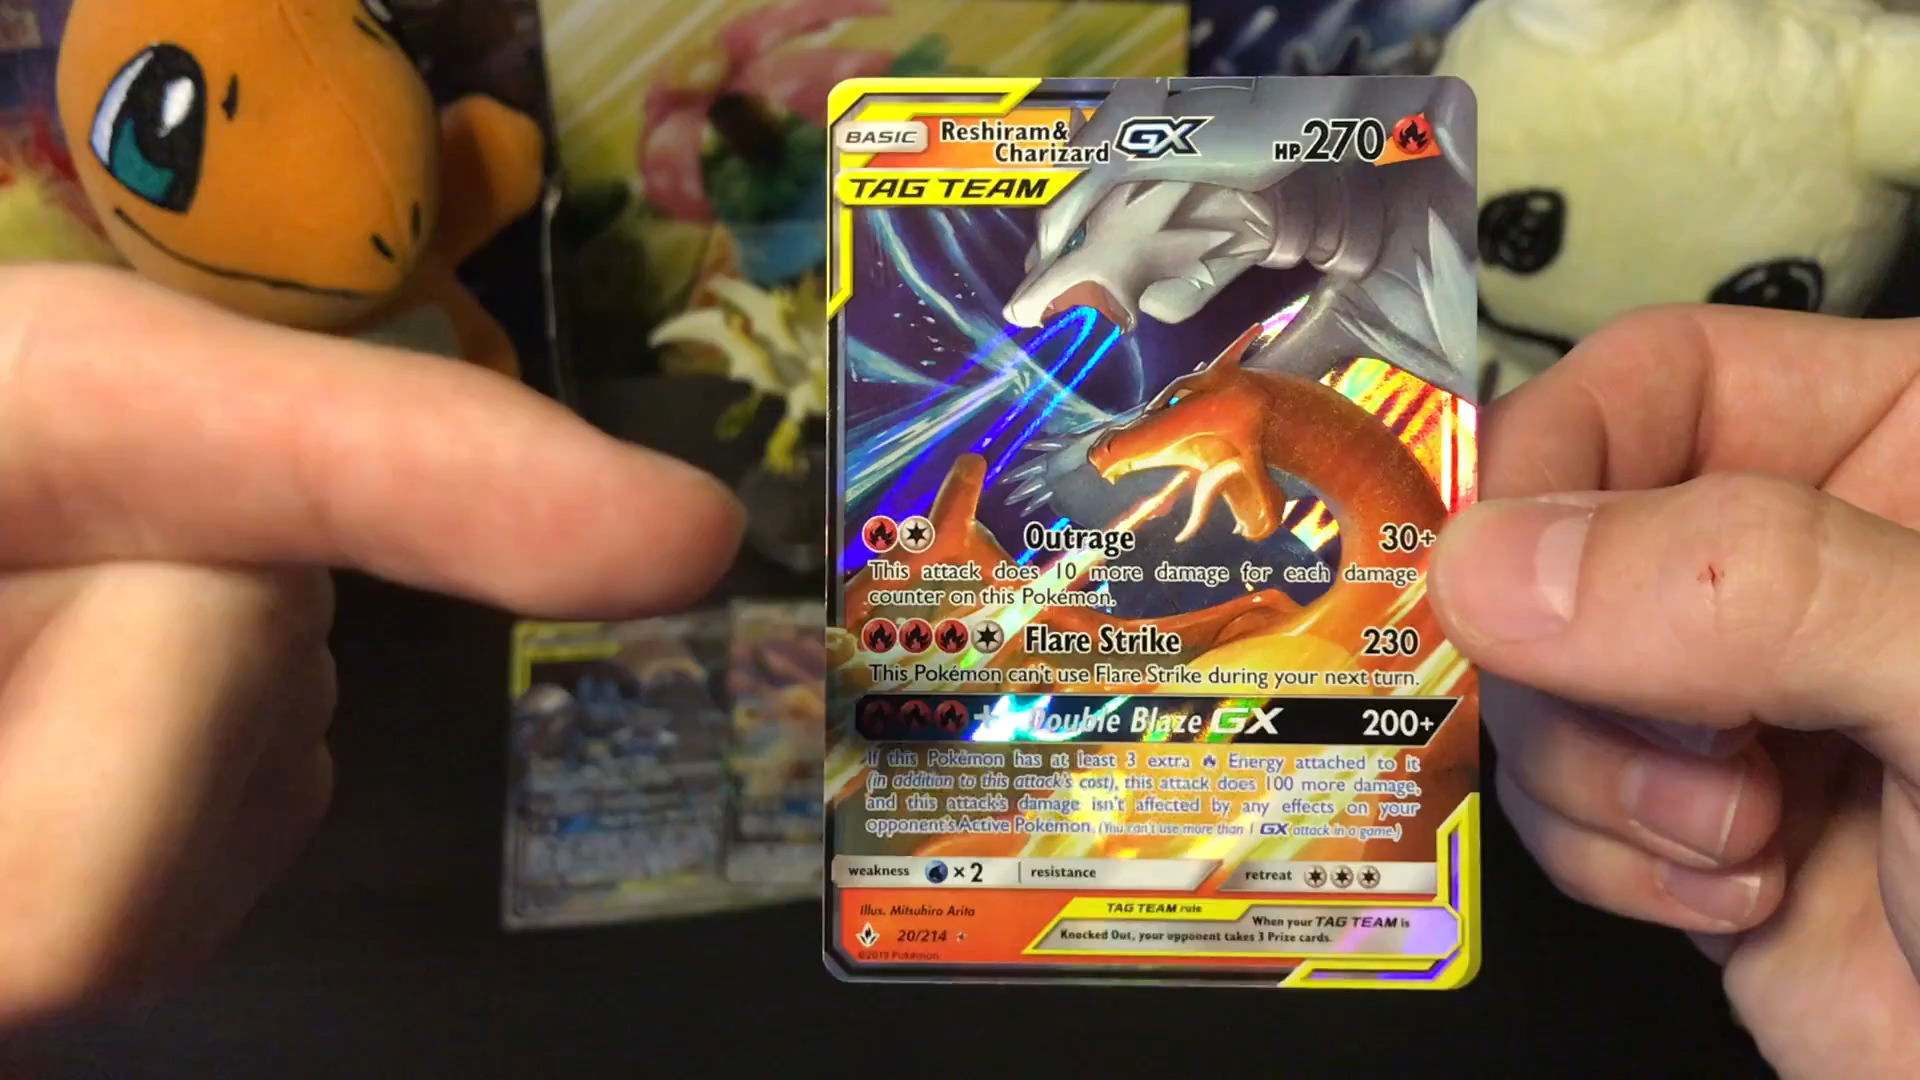 BASIC
Reshiram&
Charizard GX
HP270
TAG TEAM
Outrage 30+
This attack does 10 more damage for each damage
counter on this Pokémon.
Flare Strike 230
This Pokémon can't use Flare Strike during your next turn.
+ Double Blaze GX 200+
If this Pokémon has at least 3 extra Energy attached to it
(in addition to this attack's cost), this attack does 100 more damage,
and this attack's damage isn't affected by any effects on your
opponent's Active Pokémon. (You can't use more than 1 GX attack in a game.)
weakness ×2 resistance retreat
Illus. Mitsuhiro Arita
20/214
©2019 Pokémon
TAG TEAM rule
When your TAG TEAM is
Knocked Out, your opponent takes 3 Prize cards.